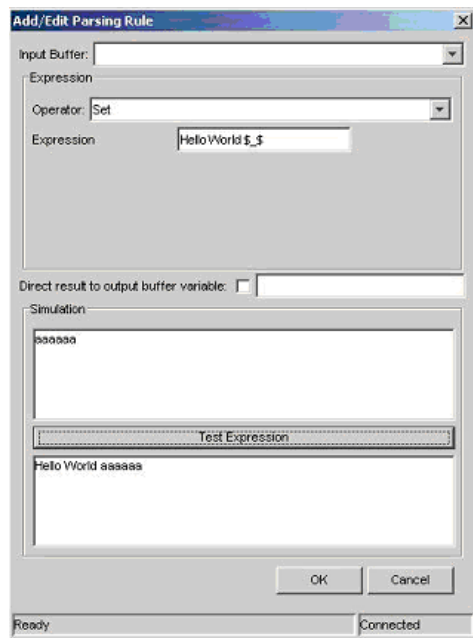 Add/Edit Parsing Rule
Input Buffer:
Expression
Operator: Set
Expression Hello World $_$
Direct result to output buffer variable:
Simulation
aaaaaa
Test Expression
Hello World aaaaaa
OK Cancel
Ready Connected